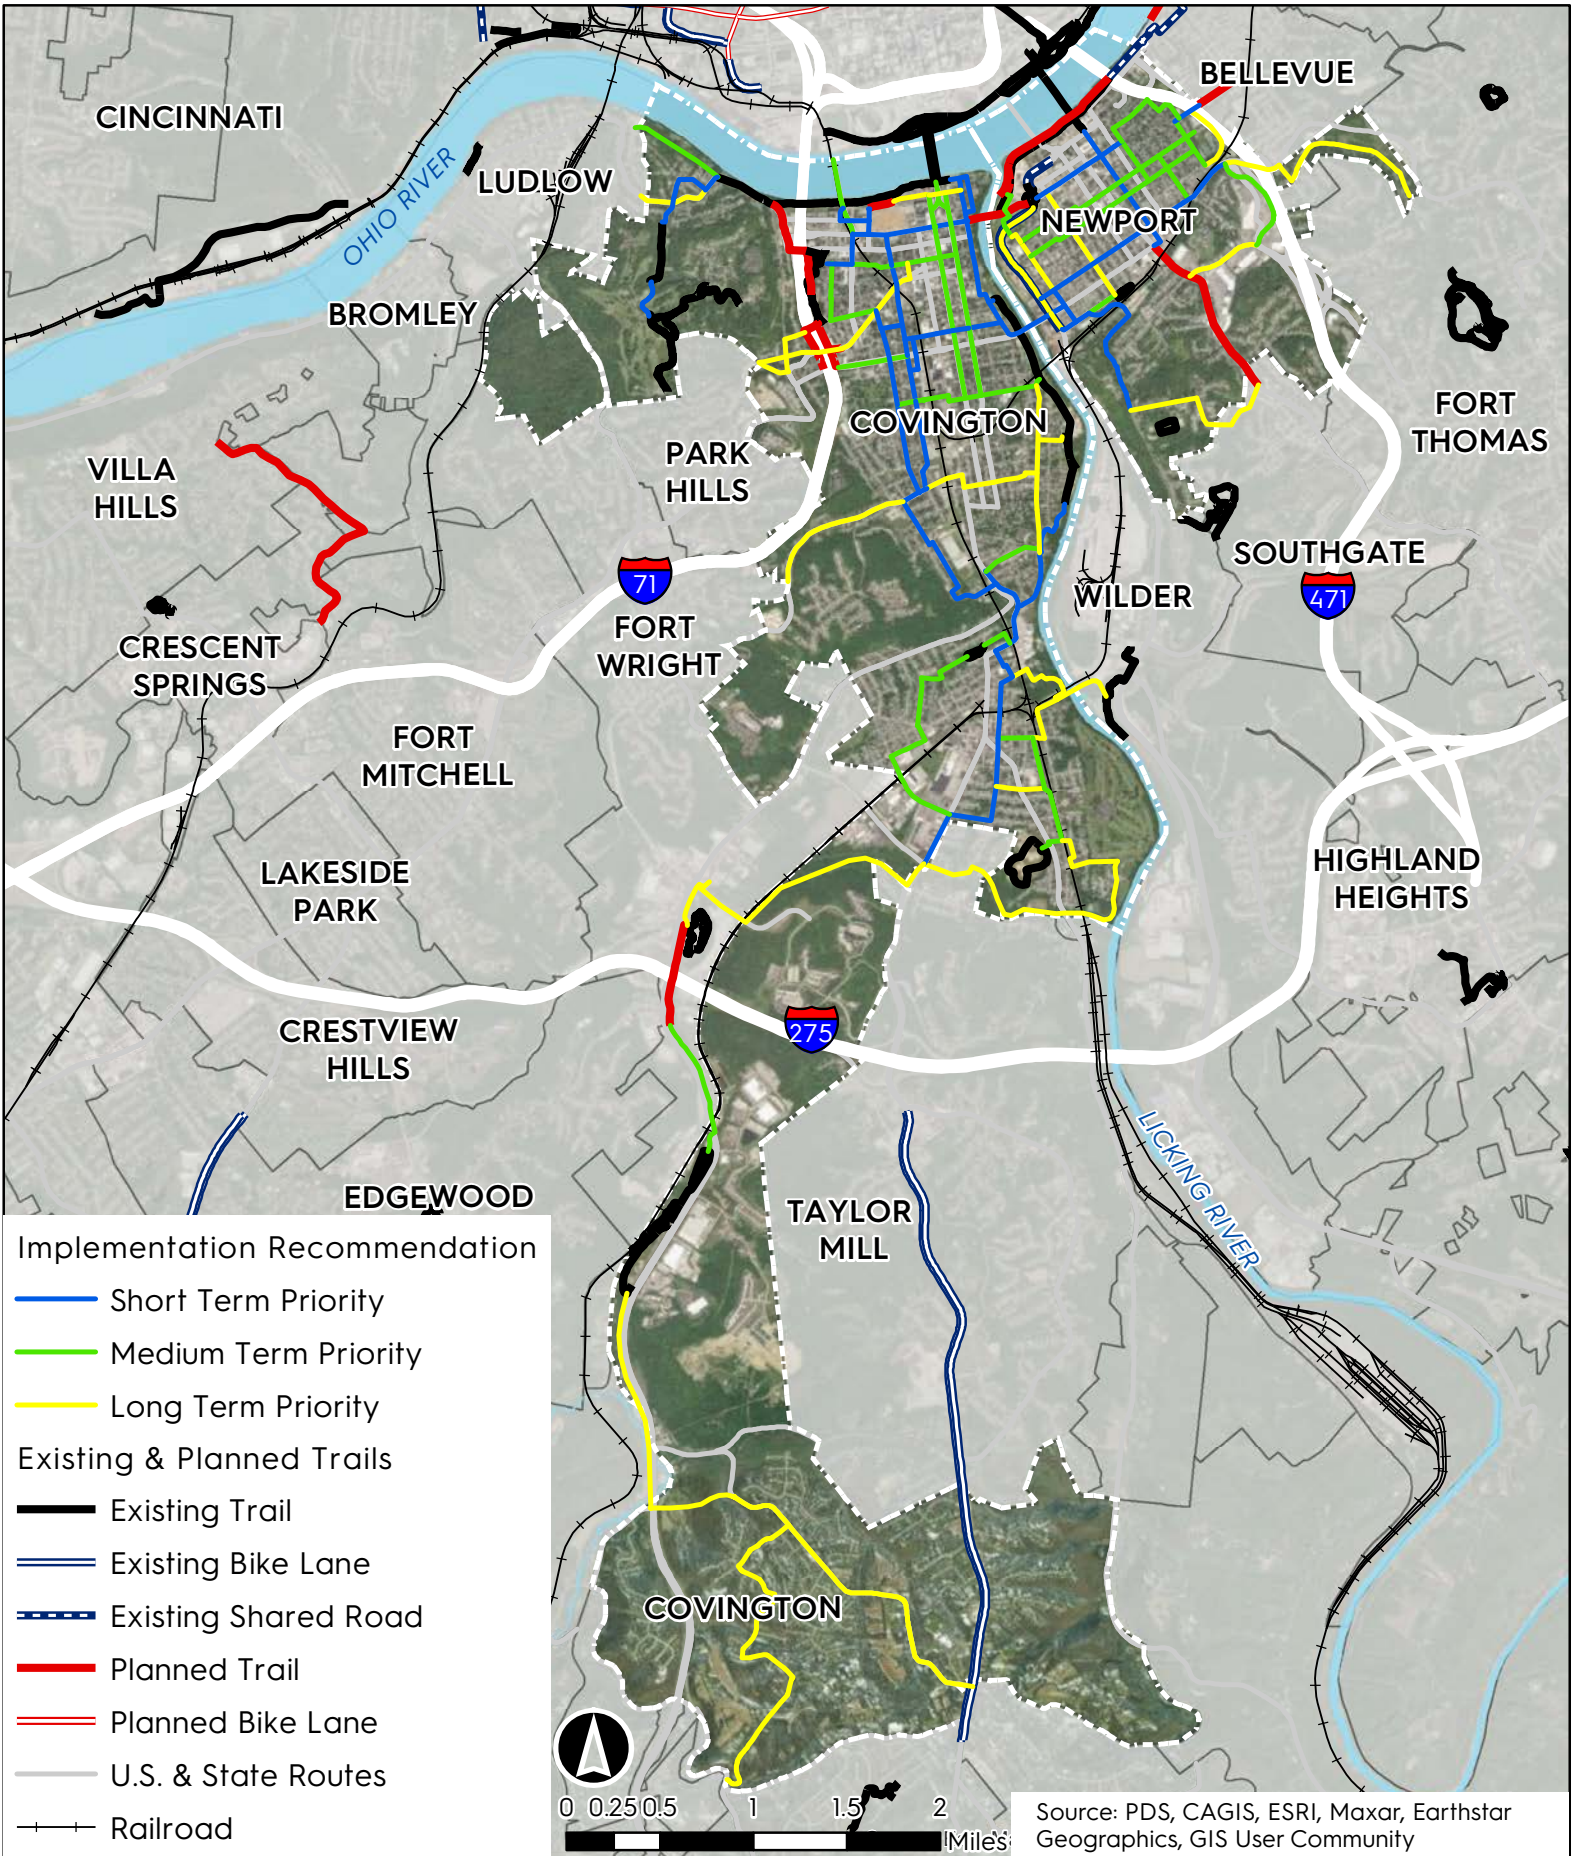 BELLEVUE
CINCINNATI
OHIO RIVER
LUDLOW
NEWPORT
BROMLEY
COVINGTON
FORT
THOMAS
PARK
HILLS
VILLA
HILLS
SOUTHGATE
71
471
WILDER
FORT
WRIGHT
CRESCENT
SPRINGS
FORT
MITCHELL
LAKESIDE
PARK
HIGHLAND
HEIGHTS
275
CRESTVIEW
HILLS
LICKING RIVER
EDGEWOOD
TAYLOR
MILL
COVINGTON
Implementation Recommendation
Short Term Priority
Medium Term Priority
Long Term Priority
Existing & Planned Trails
Existing Trail
Existing Bike Lane
Existing Shared Road
Planned Trail
Planned Bike Lane
U.S. & State Routes
Railroad
0 0.25 0.5 1 1.5 2
Miles
Source: PDS, CAGIS, ESRI, Maxar, Earthstar
Geographics, GIS User Community